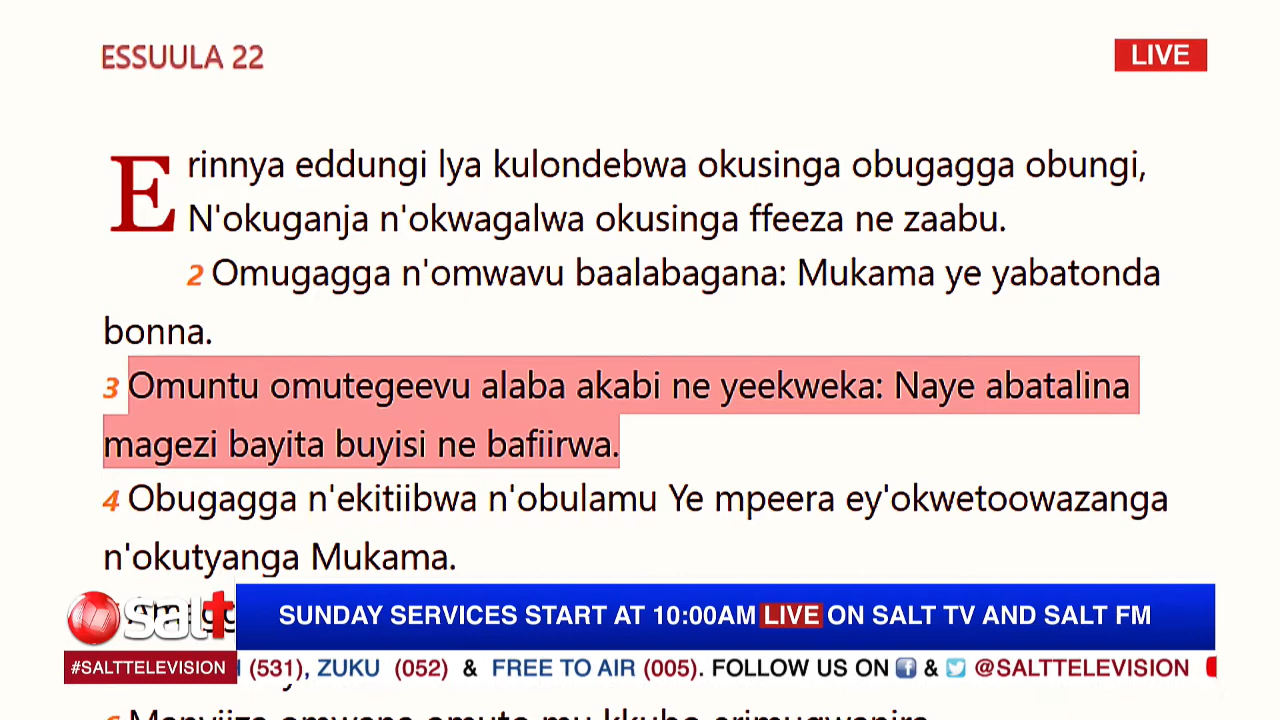 ESSUULA 22
LIVE
Erinnya eddungi lya kulondebwa okusinga obugagga obungi,
N'okuganja n'okwagalwa okusinga ffeeza ne zaabu.
2 Omugagga n'omwavu baalabagana: Mukama ye yabatonda
bonna.
3 Omuntu omutegeevu alaba akabi ne yeekweka: Naye abatalina
magezi bayita buyisi ne bafiirwa.
4 Obugagga n'ekitiibwa n'obulamu Ye mpeera ey'okwetoowazanga
n'okutyanga Mukama.
salt
SUNDAY SERVICES START AT 10:00AM LIVE ON SALT TV AND SALT FM
#SALTTELEVISION
(531), ZUKU (052) & FREE TO AIR (005). FOLLOW US ON & @SALTTELEVISION